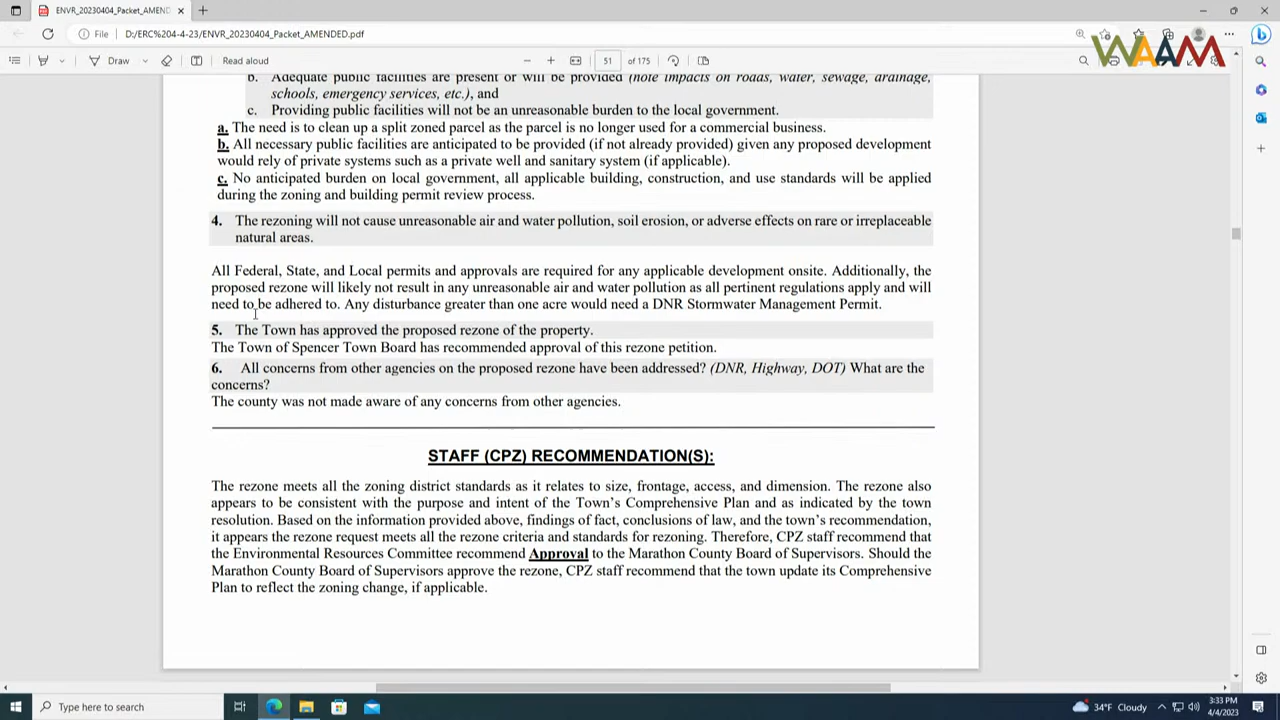 ENVR_20230404_Packet_AMENDED.p
File
D:/ERC%204-4-23/ENVR_20230404_Packet_AMENDED.pdf
WAAM
Draw
Read aloud
51
of 175
b. Adequate public facilities are present or will be provided (note impacts on roads, water, sewage, drainage,
schools, emergency services, etc.), and
c. Providing public facilities will not be an unreasonable burden to the local government.
a. The need is to clean up a split zoned parcel as the parcel is no longer used for a commercial business.
b. All necessary public facilities are anticipated to be provided (if not already provided) given any proposed development
would rely of private systems such as a private well and sanitary system (if applicable).
c. No anticipated burden on local government, all applicable building, construction, and use standards will be applied
during the zoning and building permit review process.
4. The rezoning will not cause unreasonable air and water pollution, soil erosion, or adverse effects on rare or irreplaceable
natural areas.
All Federal, State, and Local permits and approvals are required for any applicable development onsite. Additionally, the
proposed rezone will likely not result in any unreasonable air and water pollution as all pertinent regulations apply and will
need to be adhered to. Any disturbance greater than one acre would need a DNR Stormwater Management Permit.
5. The Town has approved the proposed rezone of the property.
The Town of Spencer Town Board has recommended approval of this rezone petition.
6. All concerns from other agencies on the proposed rezone have been addressed? (DNR, Highway, DOT) What are the
concerns?
The county was not made aware of any concerns from other agencies.
STAFF (CPZ) RECOMMENDATION(S):
The rezone meets all the zoning district standards as it relates to size, frontage, access, and dimension. The rezone also
appears to be consistent with the purpose and intent of the Town's Comprehensive Plan and as indicated by the town
resolution. Based on the information provided above, findings of fact, conclusions of law, and the town's recommendation,
it appears the rezone request meets all the rezone criteria and standards for rezoning. Therefore, CPZ staff recommend that
the Environmental Resources Committee recommend Approval to the Marathon County Board of Supervisors. Should the
Marathon County Board of Supervisors approve the rezone, CPZ staff recommend that the town update its Comprehensive
Plan to reflect the zoning change, if applicable.
Type here to search
34°F Cloudy
3:33 PM
4/4/2023